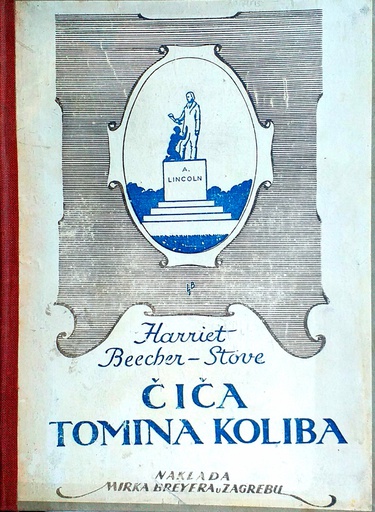 A.
LINCOLN
Harriet-
Beecher-Stove
ČIČA
TOMINA KOLIBA
NAKLADA
MIRKA BREYERA u ZAGREBU